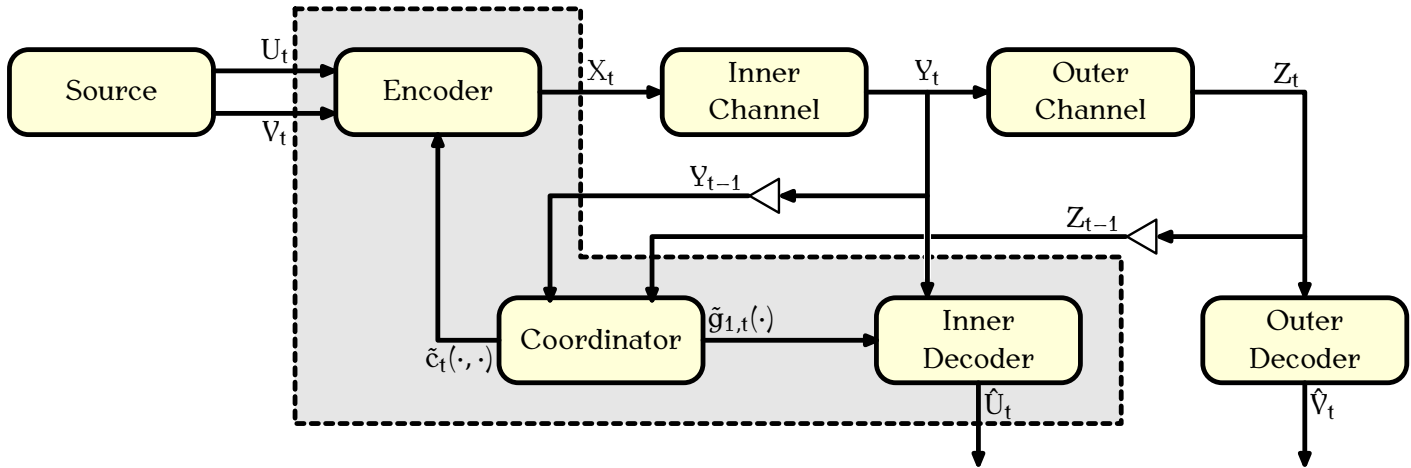 Source
U_t
V_t
Encoder
X_t
Inner
Channel
Y_t
Outer
Channel
Z_t
Y_{t−1}
Z_{t−1}
Coordinator
c̃_t(·,·)
g̃_{1,t}(·)
Inner
Decoder
Û_t
Outer
Decoder
V̂_t